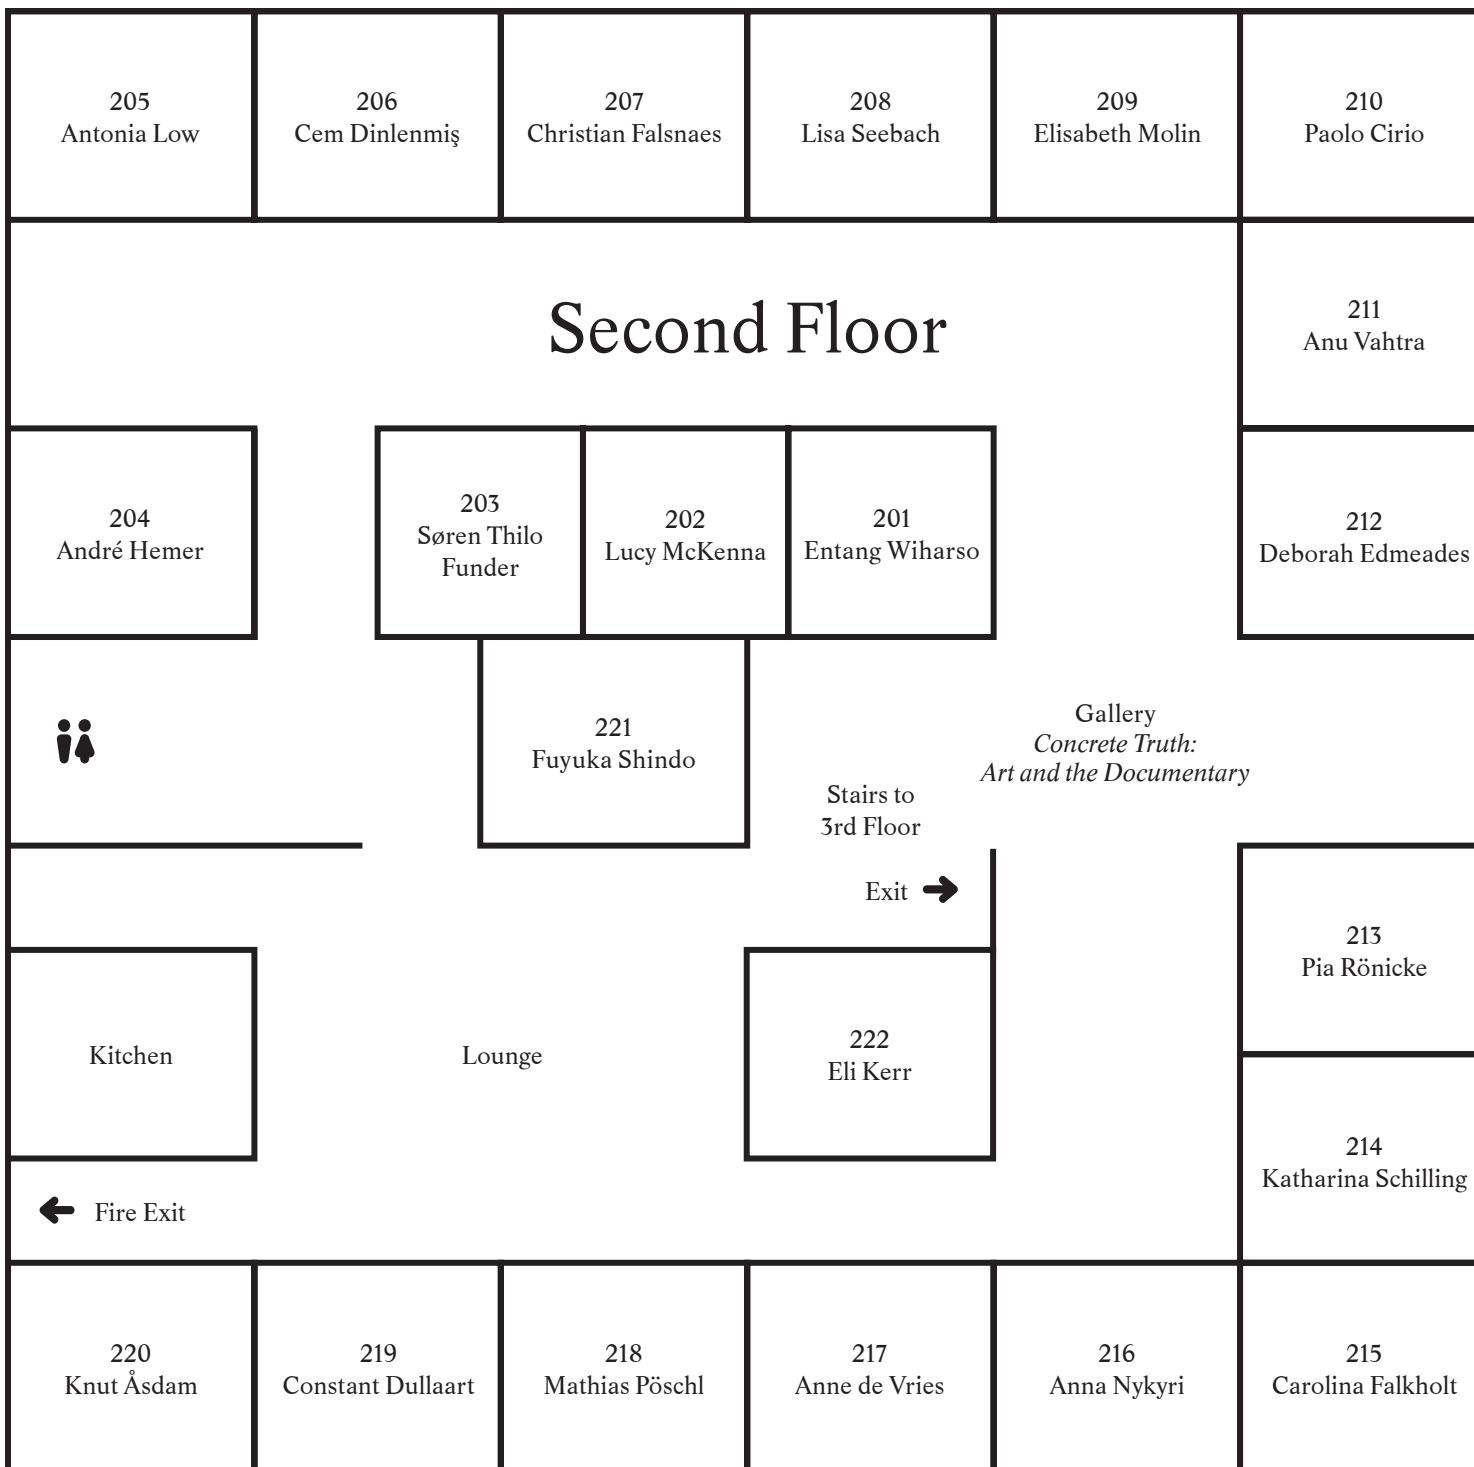 205
Antonia Low
206
Cem Dinlenmiş
207
Christian Falsnaes
208
Lisa Seebach
209
Elisabeth Molin
210
Paolo Cirio
Second Floor
211
Anu Vahtra
204
André Hemer
203
Søren Thilo
Funder
202
Lucy McKenna
201
Entang Wiharso
212
Deborah Edmeades
221
Fuyuka Shindo
Gallery
Concrete Truth:
Art and the Documentary
Stairs to
3rd Floor
Exit
213
Pia Rönicke
Kitchen
Lounge
222
Eli Kerr
214
Katharina Schilling
Fire Exit
220
Knut Åsdam
219
Constant Dullaart
218
Mathias Pöschl
217
Anne de Vries
216
Anna Nykyri
215
Carolina Falkholt